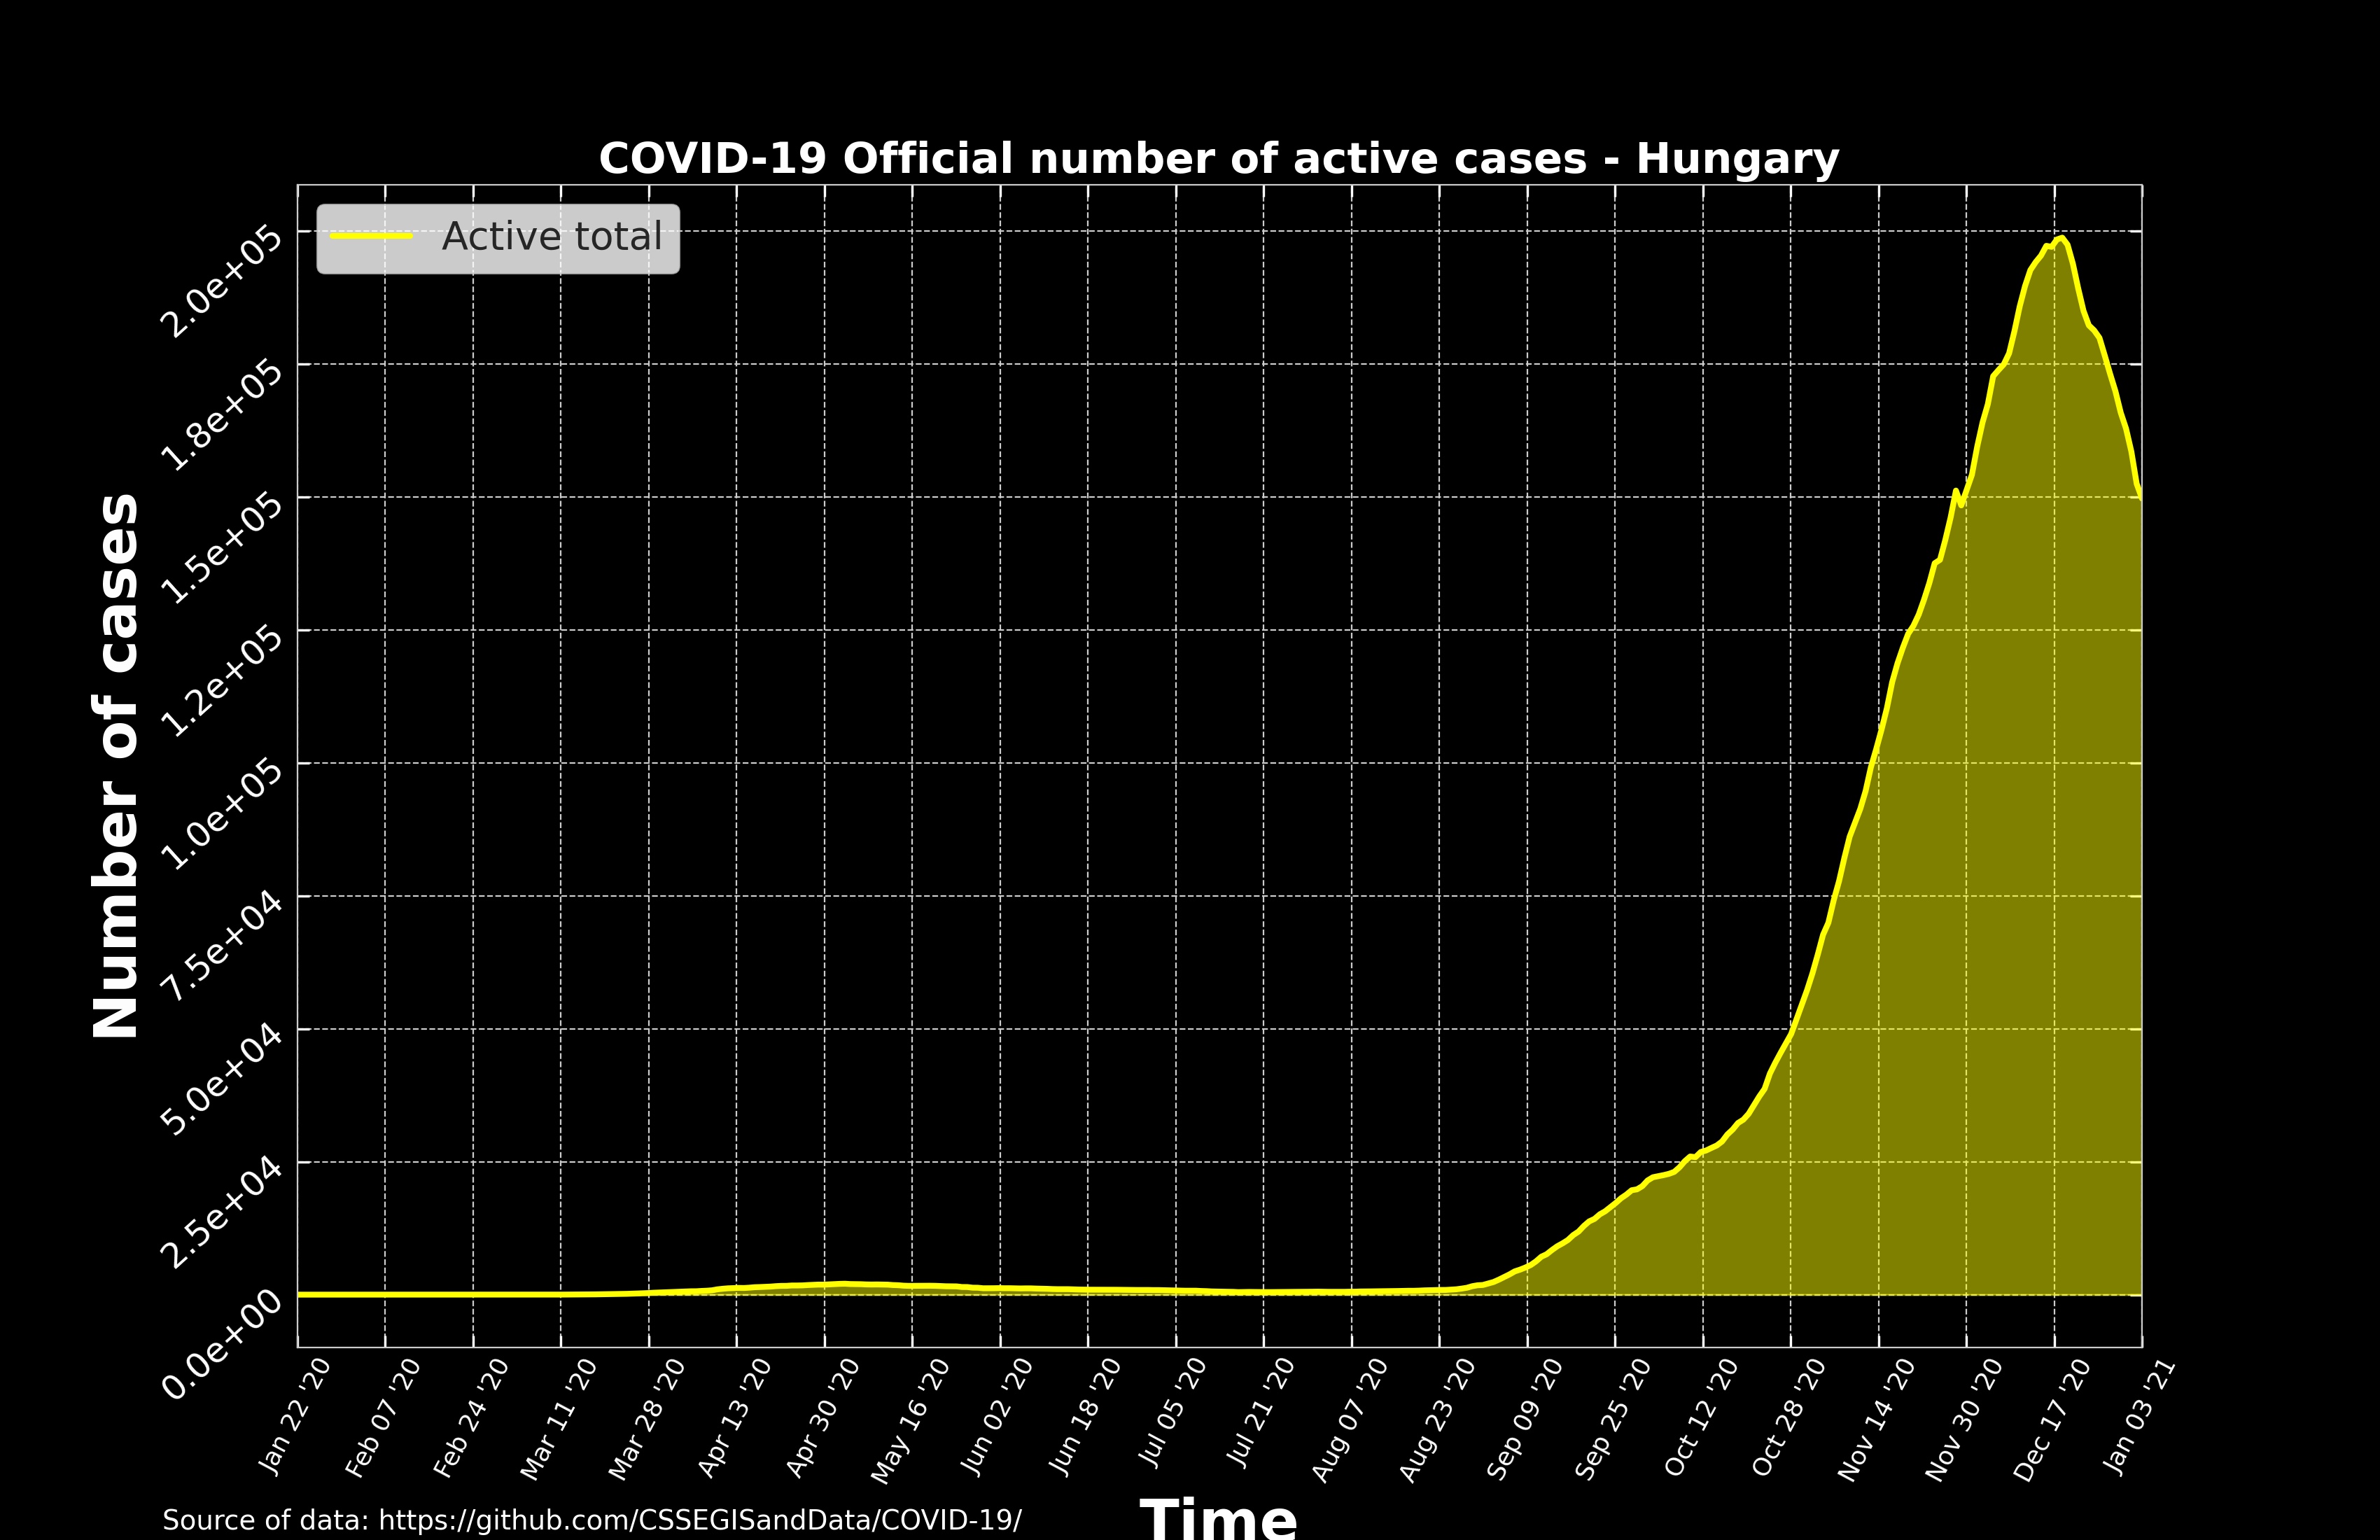 COVID-19 Official number of active cases - Hungary
Active total
Number of cases
2.0e+05
1.8e+05
1.5e+05
1.2e+05
1.0e+05
7.5e+04
5.0e+04
2.5e+04
0.0e+00
Jan 22 '20
Feb 07 '20
Feb 24 '20
Mar 11 '20
Mar 28 '20
Apr 13 '20
Apr 30 '20
May 16 '20
Jun 02 '20
Jun 18 '20
Jul 05 '20
Jul 21 '20
Aug 07 '20
Aug 23 '20
Sep 09 '20
Sep 25 '20
Oct 12 '20
Oct 28 '20
Nov 14 '20
Nov 30 '20
Dec 17 '20
Jan 03 '21
Time
Source of data: https://github.com/CSSEGISandData/COVID-19/